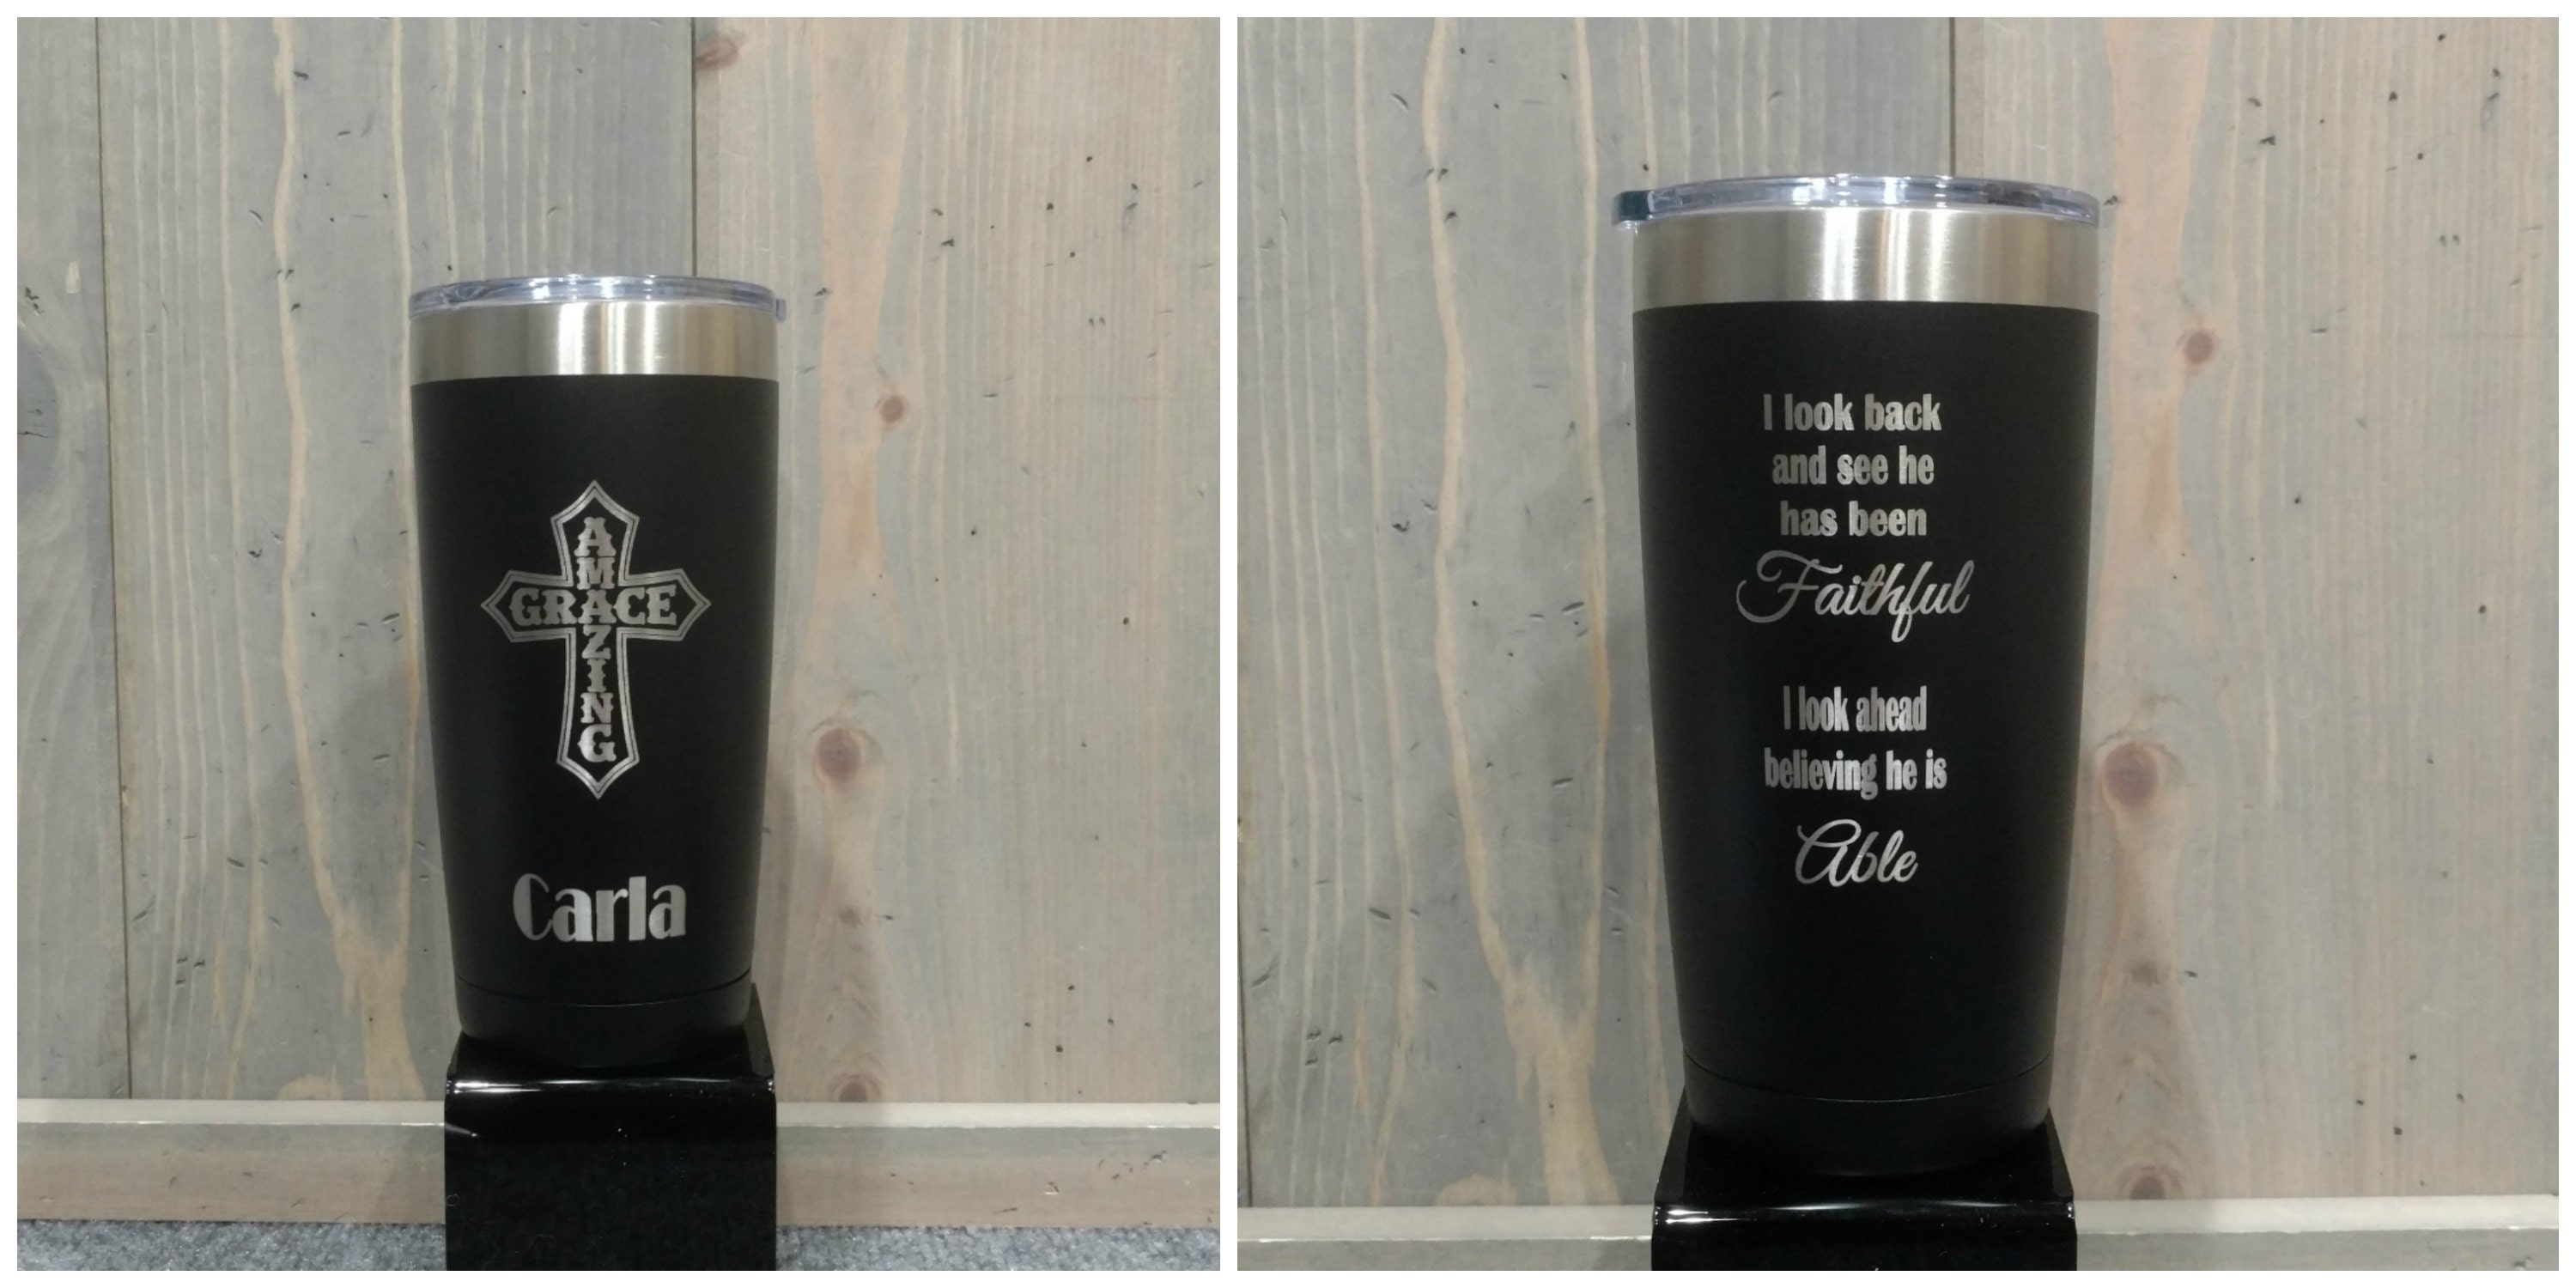 AMAZING
GRACE
Carla
I look back
and see he
has been
Faithful
I look ahead
believing he is
Able